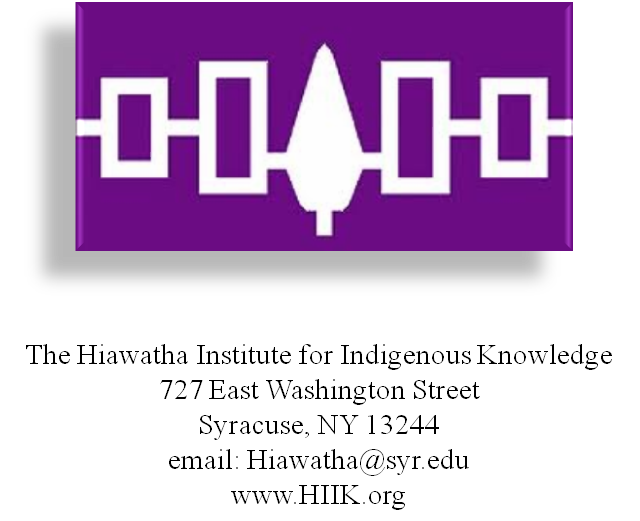 The Hiawatha Institute for Indigenous Knowledge
727 East Washington Street
Syracuse, NY 13244
email: Hiawatha@syr.edu
www.HIIK.org